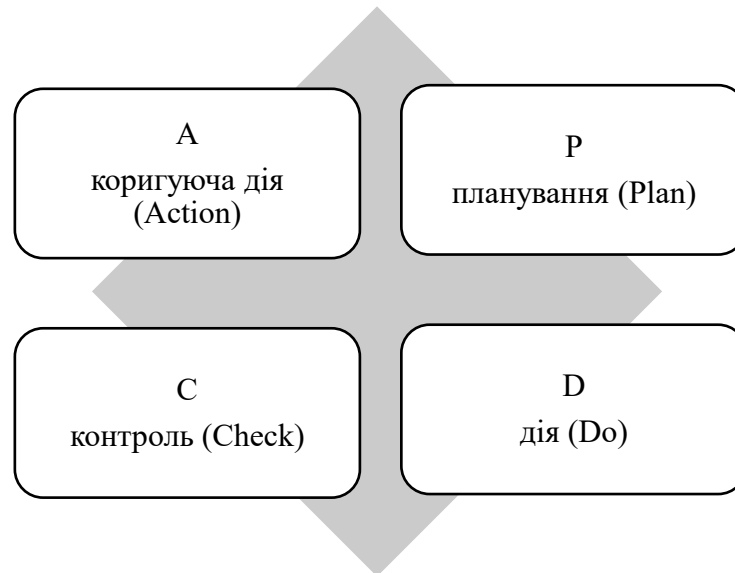 A
коригуюча дія
(Action)
P
планування (Plan)
C
контроль (Check)
D
дія (Do)